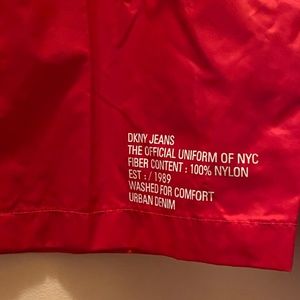 DKNY JEANS
THE OFFICIAL UNIFORM OF NYC
FIBER CONTENT : 100% NYLON
EST : / 1989
WASHED FOR COMFORT
URBAN DENIM